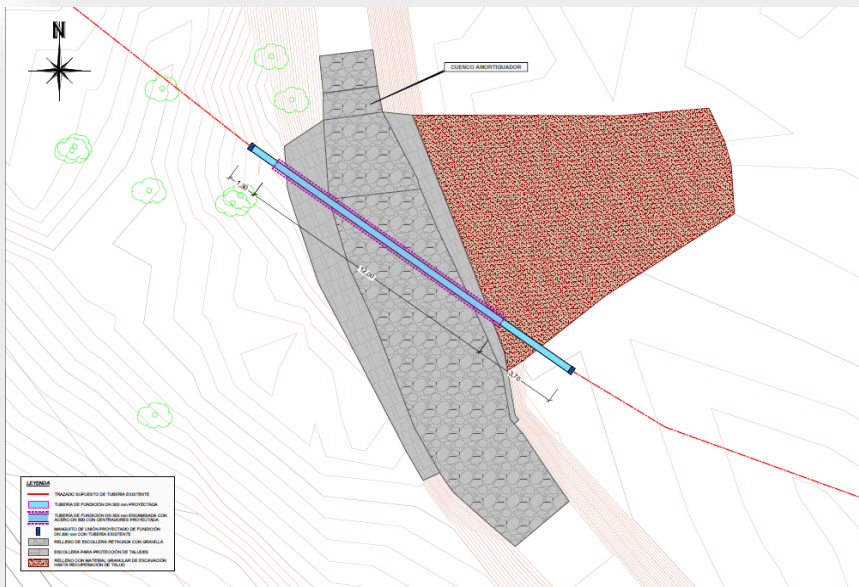 N
CUENCO AMORTIGUADOR
1,30
12,00
3,70
LEYENDA
TRAZADO SUPUESTO DE TUBERÍA EXISTENTE
TUBERÍA DE FUNDICIÓN DN 300 mm PROYECTADA
TUBERÍA DE FUNDICIÓN DN 300 mm ENCAMISADA CON
ACERO DN 500 CON CENTRADORES PROYECTADA
MANGUITO DE UNIÓN PROYECTADO DE FUNDICIÓN
DN 300 mm CON TUBERÍA EXISTENTE
RELLENO DE ESCOLLERA RETACADA CON GRAVILLA
ESCOLLERA PARA PROTECCIÓN DE TALUDES
RELLENO CON MATERIAL GRANULAR DE EXCAVACIÓN
HASTA RECUPERACIÓN DE TALUD